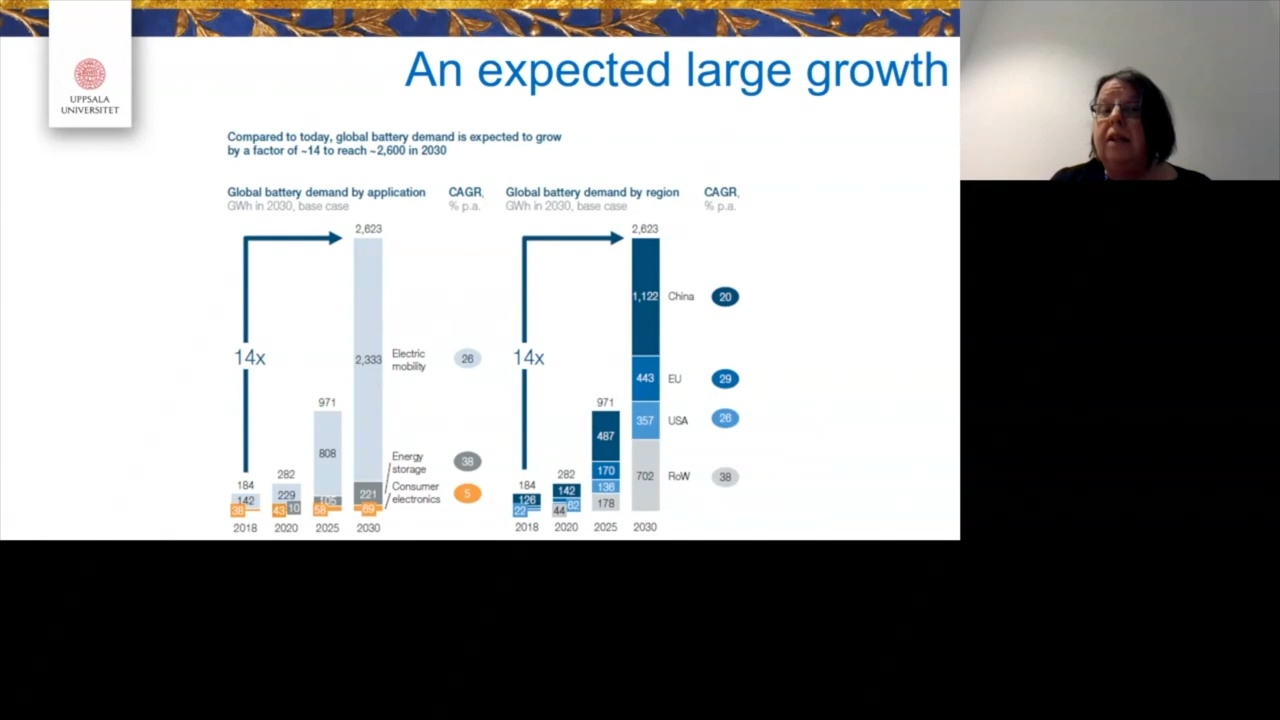 An expected large growth
UPPSALA
UNIVERSITET
Compared to today, global battery demand is expected to grow
by a factor of ~14 to reach ~2,600 in 2030
Global battery demand by application
GWh in 2030, base case
CAGR,
% p.a.
14x
184
142
38
2018
282
229
43
10
2020
971
808
105
58
2025
2,623
2,333
221
69
2030
Electric
mobility
26
Energy
storage
38
Consumer
electronics
5
Global battery demand by region
GWh in 2030, base case
CAGR,
% p.a.
14x
184
126
22
2018
282
142
62
44
2020
971
487
170
136
178
2025
2,623
1,122
443
357
702
2030
China
20
EU
29
USA
26
RoW
38